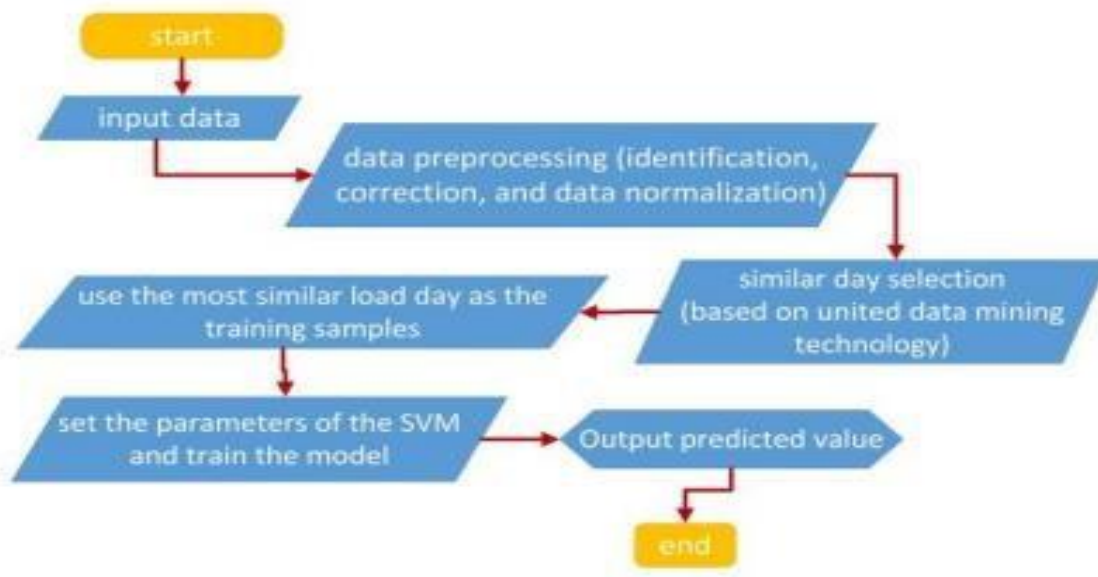 start
input data
data preprocessing (identification,
correction, and data normalization)
similar day selection
(based on united data mining
technology)
use the most similar load day as the
training samples
set the parameters of the SVM
and train the model
Output predicted value
end